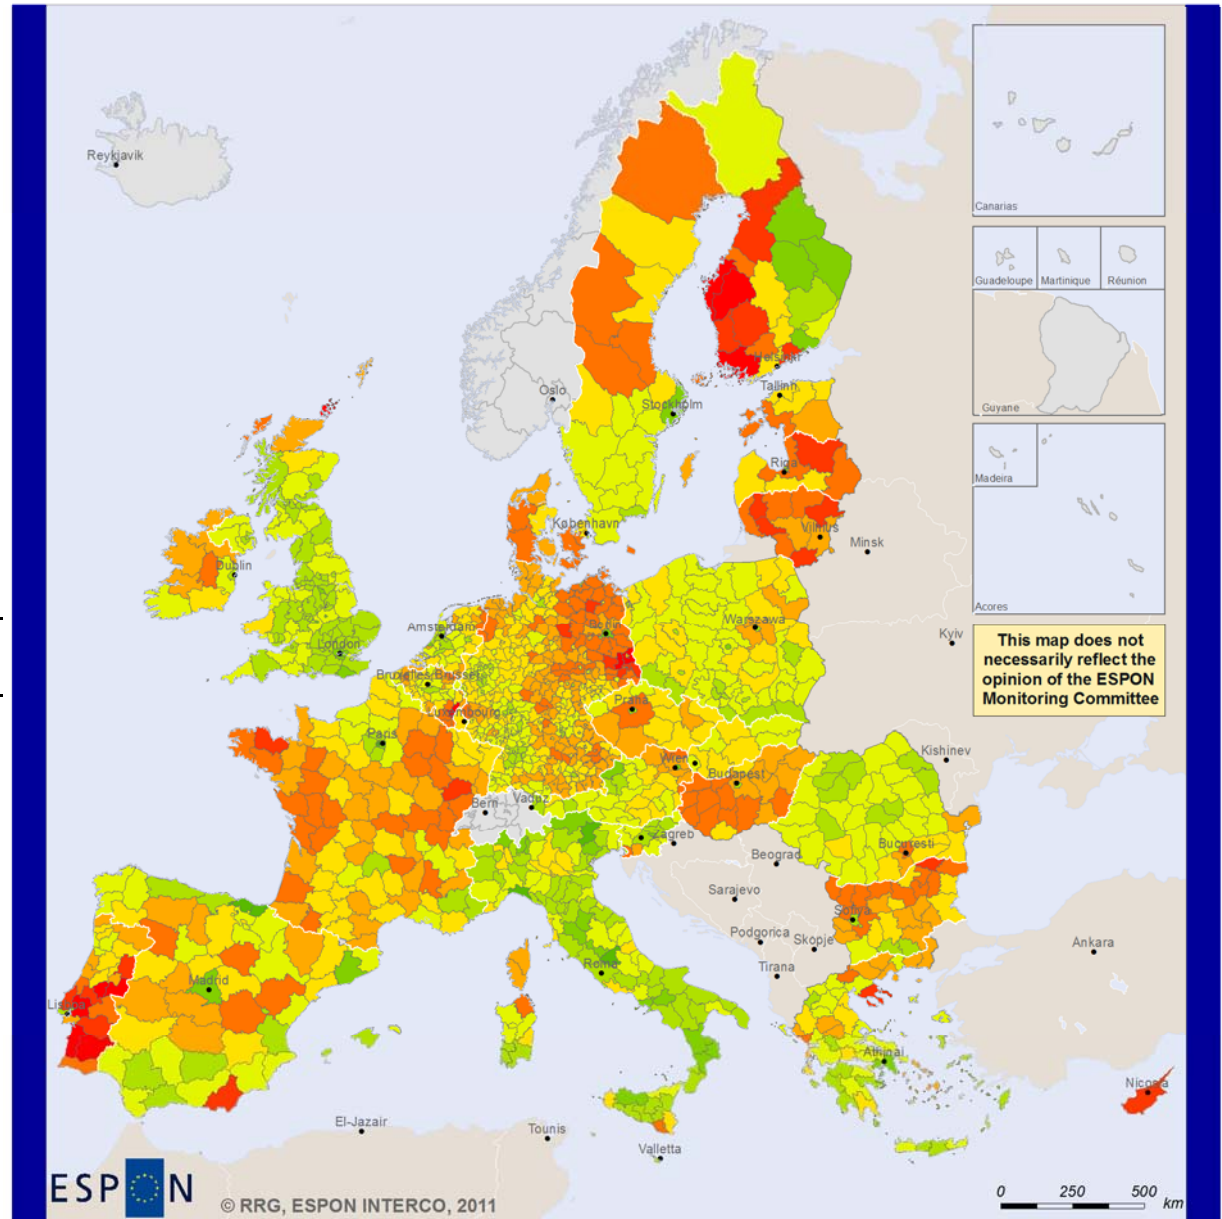 Reykjavik
Canarias
Guadeloupe
Martinique
Réunion
Guyane
Oslo
Helsinki
Tallinn
Stockholm
Madeira
Riga
København
Vilnius
Minsk
Dublin
Acores
Amsterdam
Berlin
Warszawa
Kyiv
This map does not
necessarily reflect the
opinion of the ESPON
Monitoring Committee
London
Bruxelles/Brussel
Praha
Luxembourg
Paris
Kishinev
Wien
Budapest
Bern
Vaduz
Zagreb
Bucuresti
Beograd
Sarajevo
Sofiya
Podgorica
Skopje
Ankara
Roma
Tirana
Madrid
Lisboa
Athinai
Nicosia
El-Jazair
Tounis
Valletta
ESPON
© RRG, ESPON INTERCO, 2011
0 250 500
km